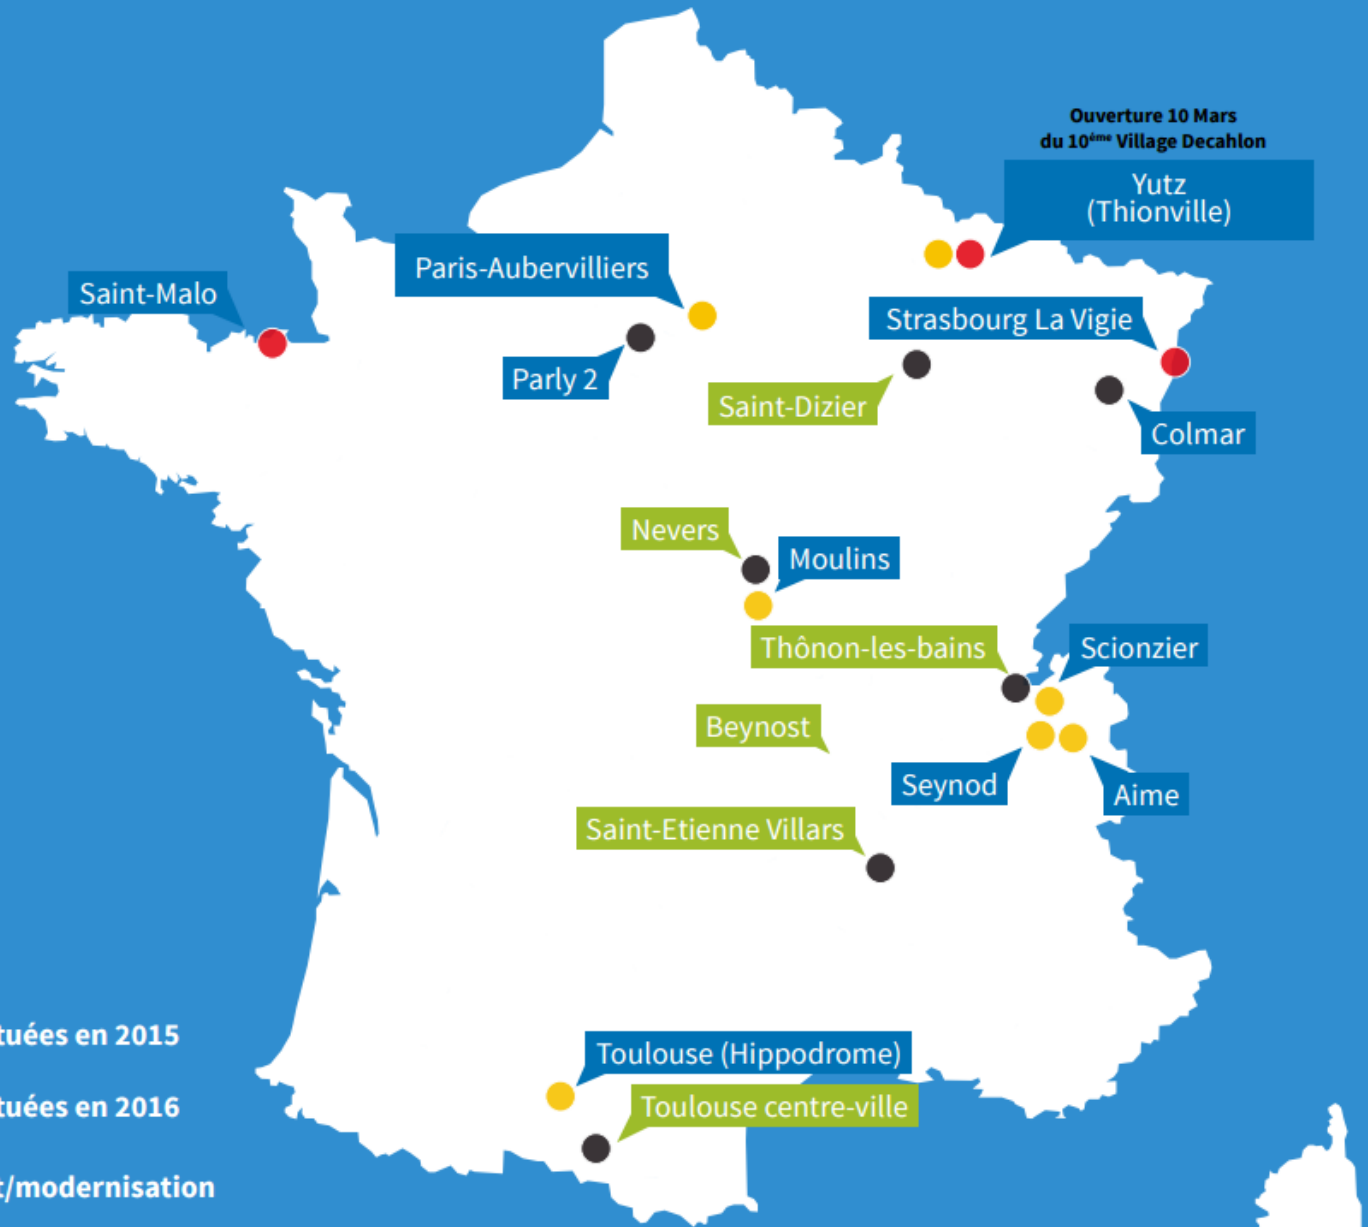 Ouverture 10 Mars
du 10ème Village Decahlon
Yutz
(Thionville)
Paris-Aubervilliers
Saint-Malo
Strasbourg La Vigie
Parly 2
Saint-Dizier
Colmar
Nevers
Moulins
Thônon-les-bains
Scionzier
Beynost
Seynod
Aime
Saint-Etienne Villars
en 2015
Toulouse (Hippodrome)
en 2016
Toulouse centre-ville
/modernisation